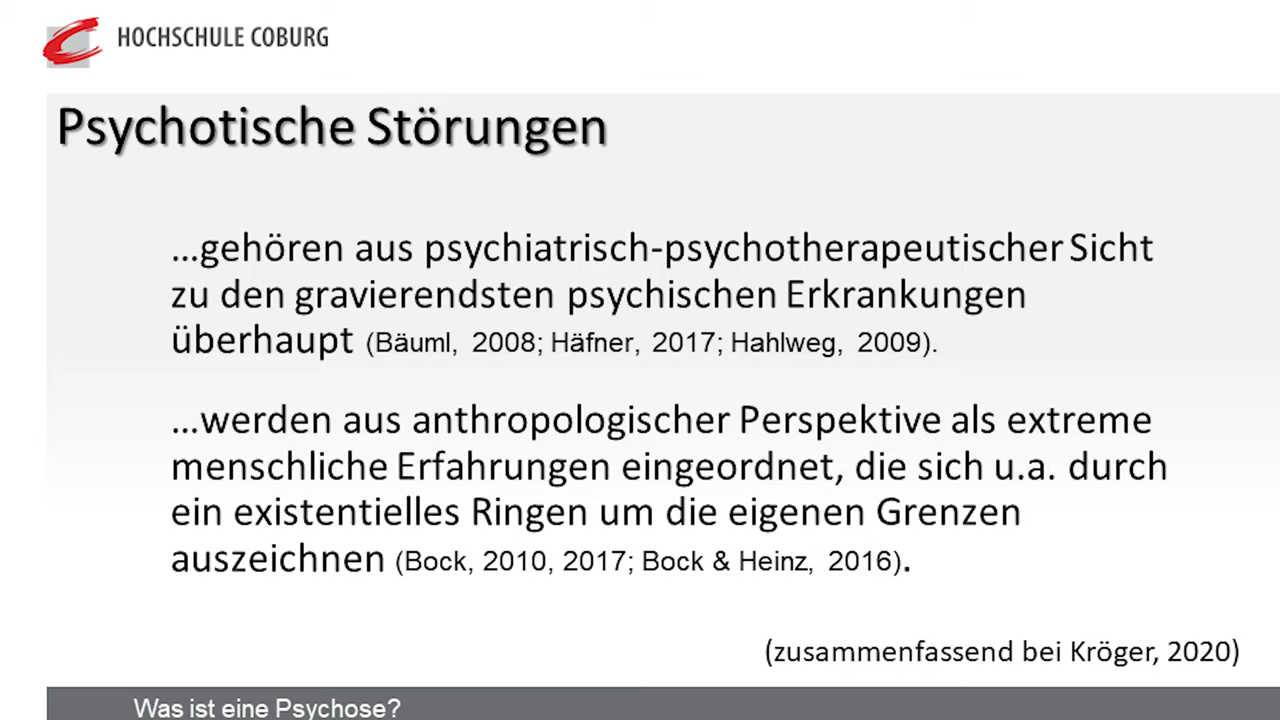 HOCHSCHULE COBURG
Psychotische Störungen
...gehören aus psychiatrisch-psychotherapeutischer Sicht
zu den gravierendsten psychischen Erkrankungen
überhaupt (Bäuml, 2008; Häfner, 2017; Hahlweg, 2009).
...werden aus anthropologischer Perspektive als extreme
menschliche Erfahrungen eingeordnet, die sich u.a. durch
ein existentielles Ringen um die eigenen Grenzen
auszeichnen (Bock, 2010, 2017; Bock & Heinz, 2016).
(zusammenfassend bei Kröger, 2020)
Was ist eine Psychose?